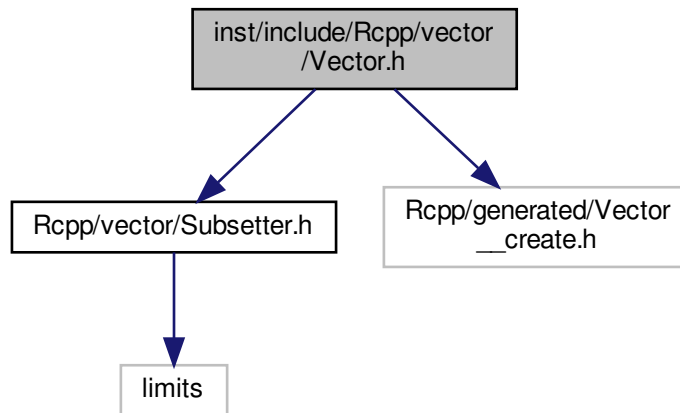 inst/include/Rcpp/vector
/Vector.h
Rcpp/vector/Subsetter.h
Rcpp/generated/Vector
__create.h
limits